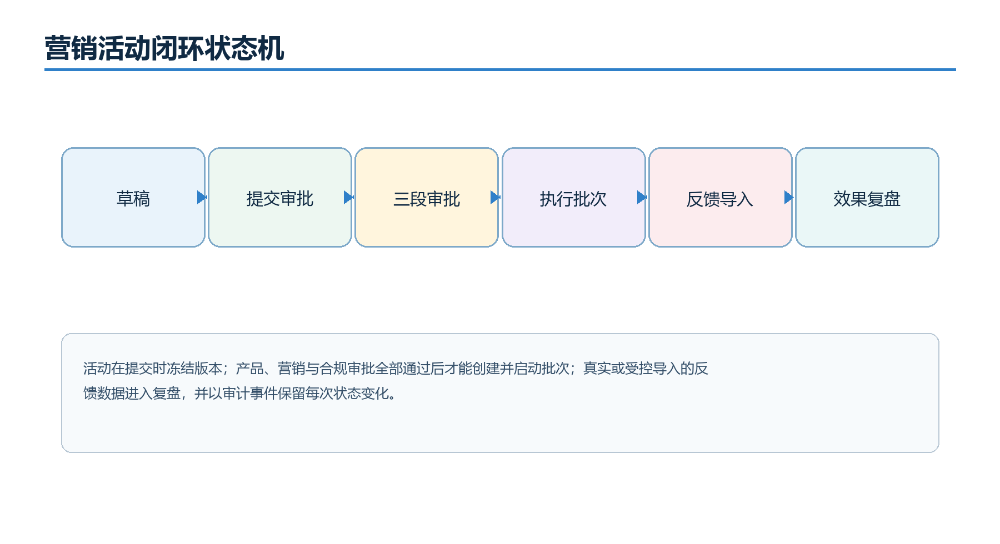 营销活动闭环状态机
草稿
提交审批
三段审批
执行批次
反馈导入
效果复盘
活动在提交时冻结版本；产品、营销与合规审批全部通过后才能创建并启动批次；真实或受控导入的反
馈数据进入复盘，并以审计事件保留每次状态变化。